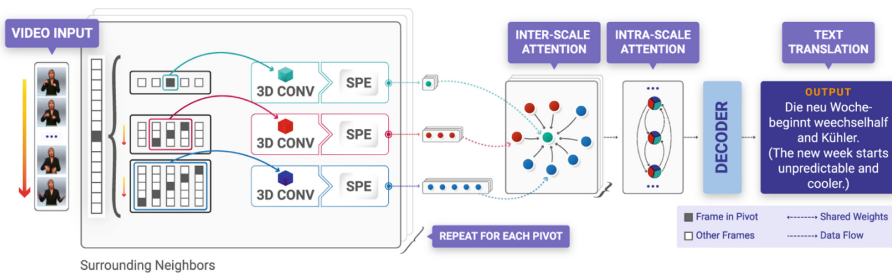 VIDEO INPUT
3D CONV
SPE
3D CONV
SPE
3D CONV
SPE
REPEAT FOR EACH PIVOT
Surrounding Neighbors
INTER-SCALE
ATTENTION
INTRA-SCALE
ATTENTION
DECODER
TEXT
TRANSLATION
OUTPUT
Die neu Woche-
beginnt weechselhalf
and Kühler.
(The new week starts
unpredictable and
cooler.)
Frame in Pivot
Shared Weights
Other Frames
Data Flow